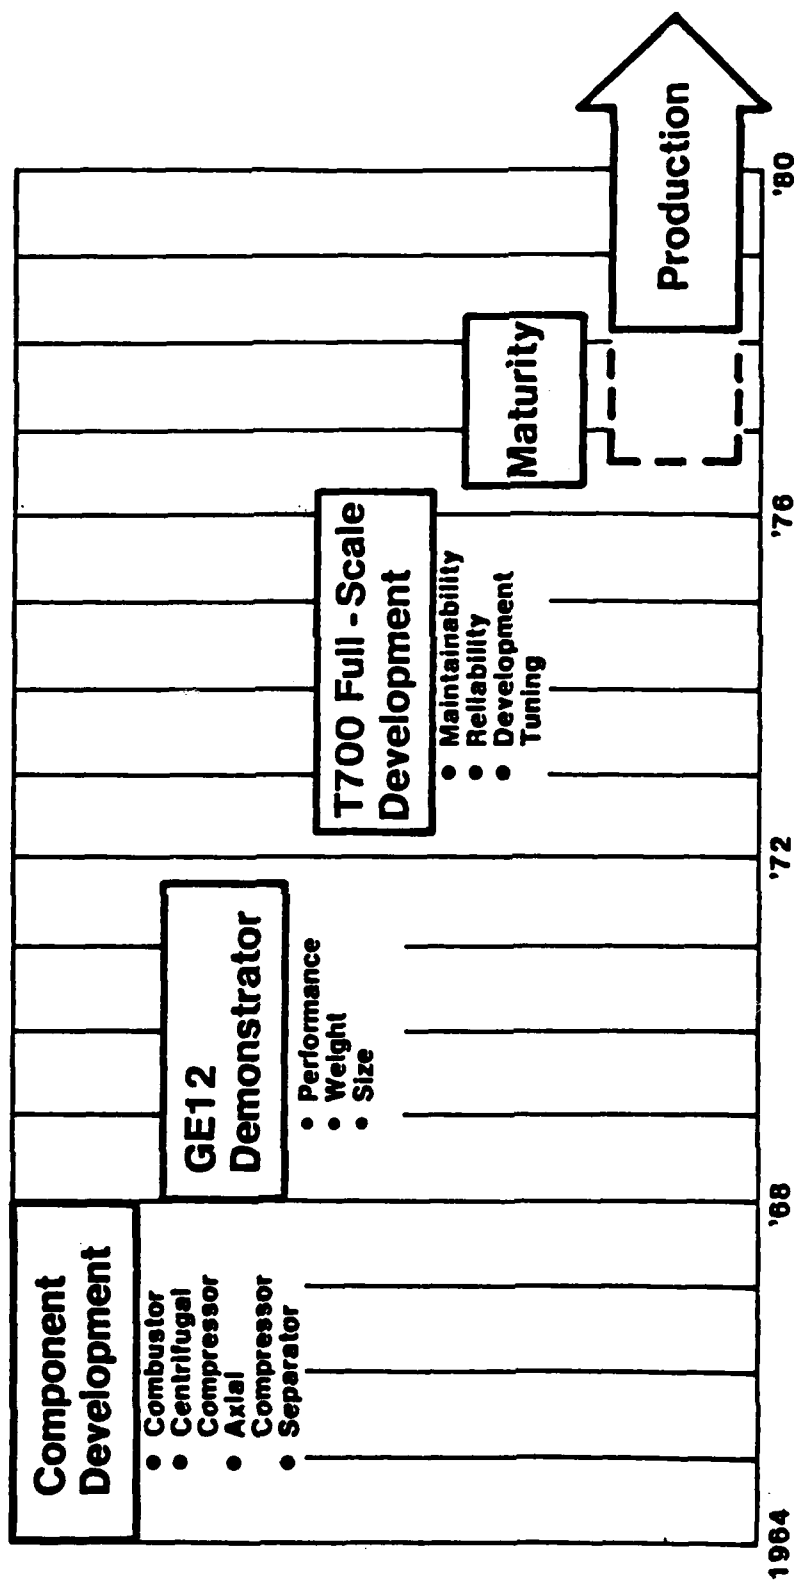 Component
Development
• Combustor
• Centrifugal
Compressor
• Axial
Compressor
• Separator
GE12
Demonstrator
• Performance
• Weight
• Size
T700 Full-Scale
Development
• Maintainability
• Reliability
• Development
Tuning
Maturity
Production
1964 '68 '72 '76 '80